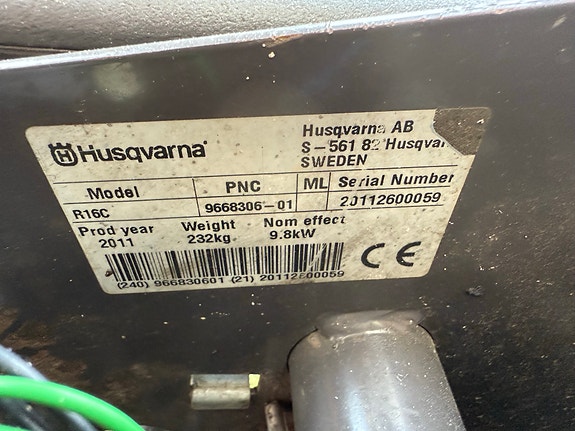 Husqvarna
Husqvarna AB
S-561 82 Husqvar
SWEDEN
Model PNC ML Serial Number
R16C 9668306-01 20112600059
Prod year Weight Nom effect
2011 232kg 9.8kW
CE
(240) 966830601 (21) 20112600059